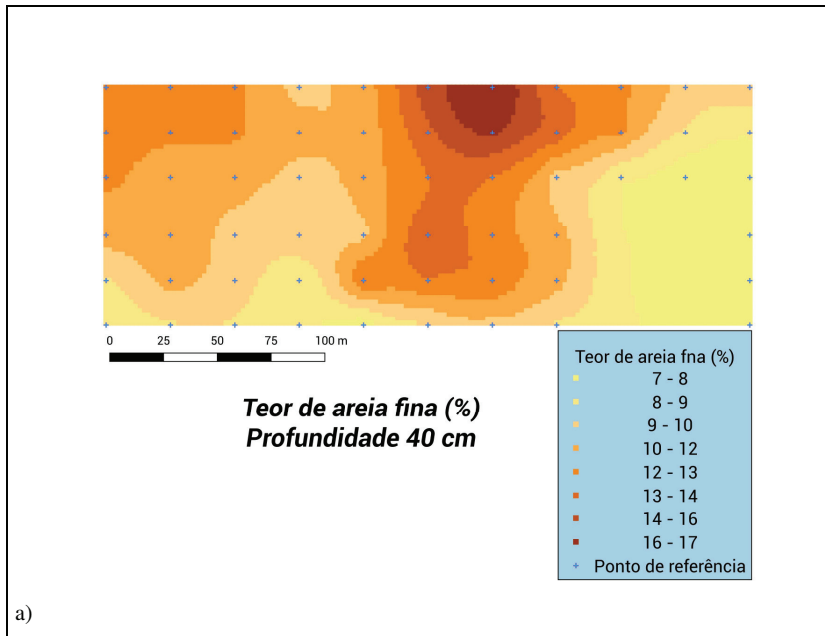 0 25 50 75 100 m
Teor de areia fina (%)
Profundidade 40 cm
Teor de areia fna (%)
7 - 8
8 - 9
9 - 10
10 - 12
12 - 13
13 - 14
14 - 16
16 - 17
Ponto de referência
a)